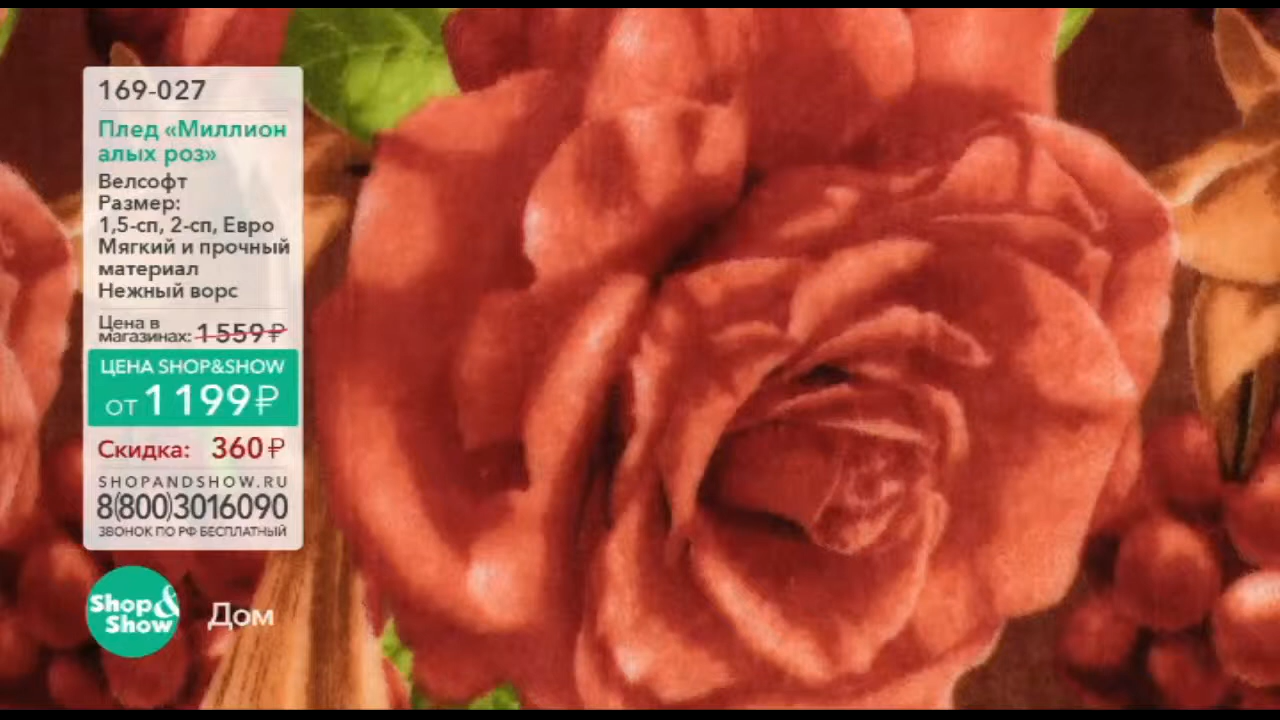 169-027
Плед «Миллион
алых роз»
Велсофт
Размер:
1,5-сп, 2-сп, Евро
Мягкий и прочный
материал
Нежный ворс
Цена в
магазинах: 1 559 ₽
ЦЕНА SHOP&SHOW
от 1 199 ₽
Скидка: 360 ₽
SHOPANDSHOW.RU
8(800)3016090
ЗВОНОК ПО РФ БЕСПЛАТНЫЙ
Shop&
Show
Дом